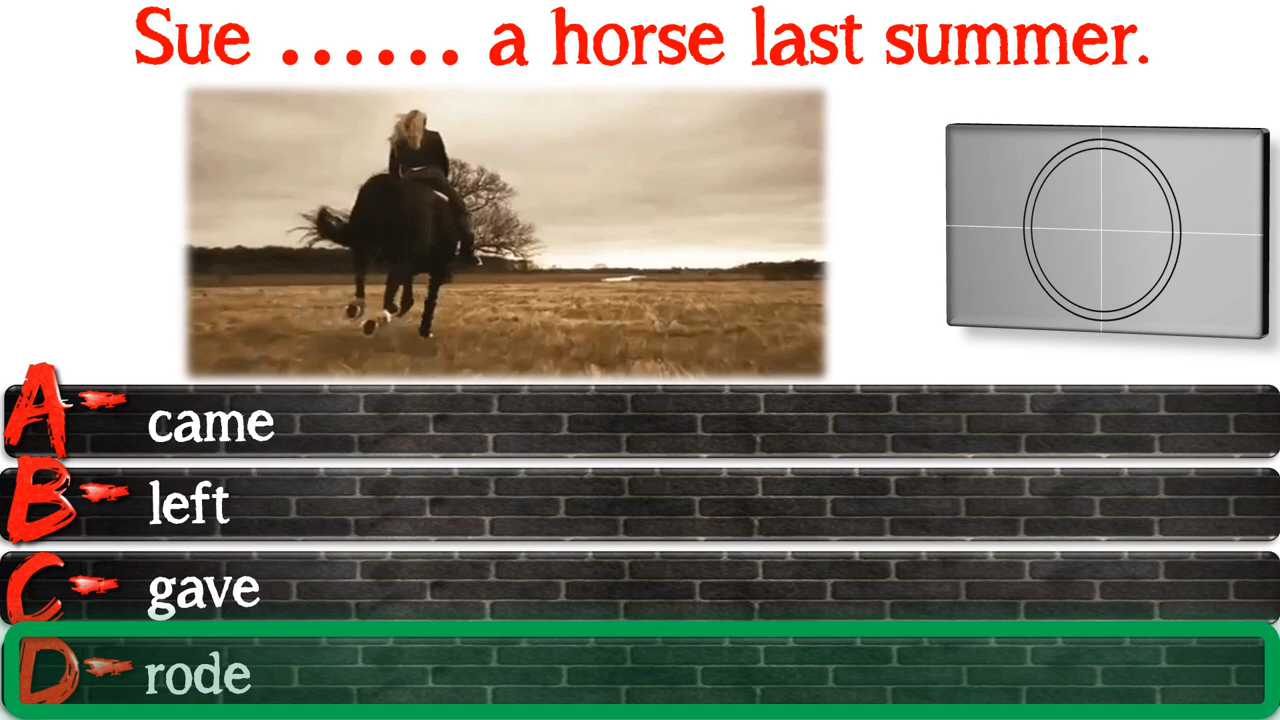 Sue ...... a horse last summer.
A- came
B- left
C- gave
D- rode